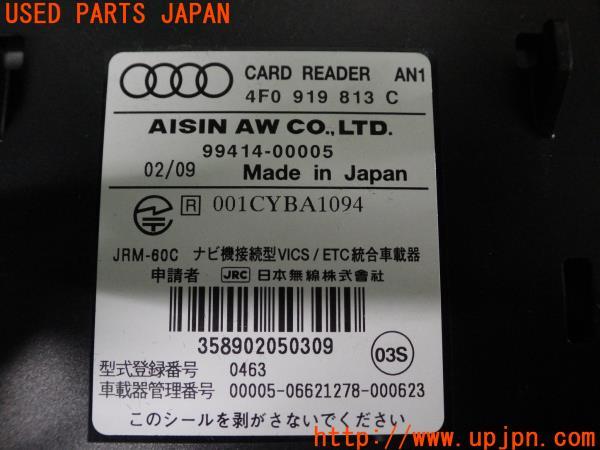 USED PARTS JAPAN
CARD READER AN1
4F0 919 813 C
AISIN AW CO.,LTD.
99414-00005
02/09 Made in Japan
R 001CYBA1094
JRM-60C ナビ機接続型VICS/ETC統合車載器
申請者 JRC 日本無線株式會社
358902050309
03S
型式登録番号 0463
車載器管理番号 00005-06621278-000623
このシールを剥がさないでください
(C) www.upjpn.com